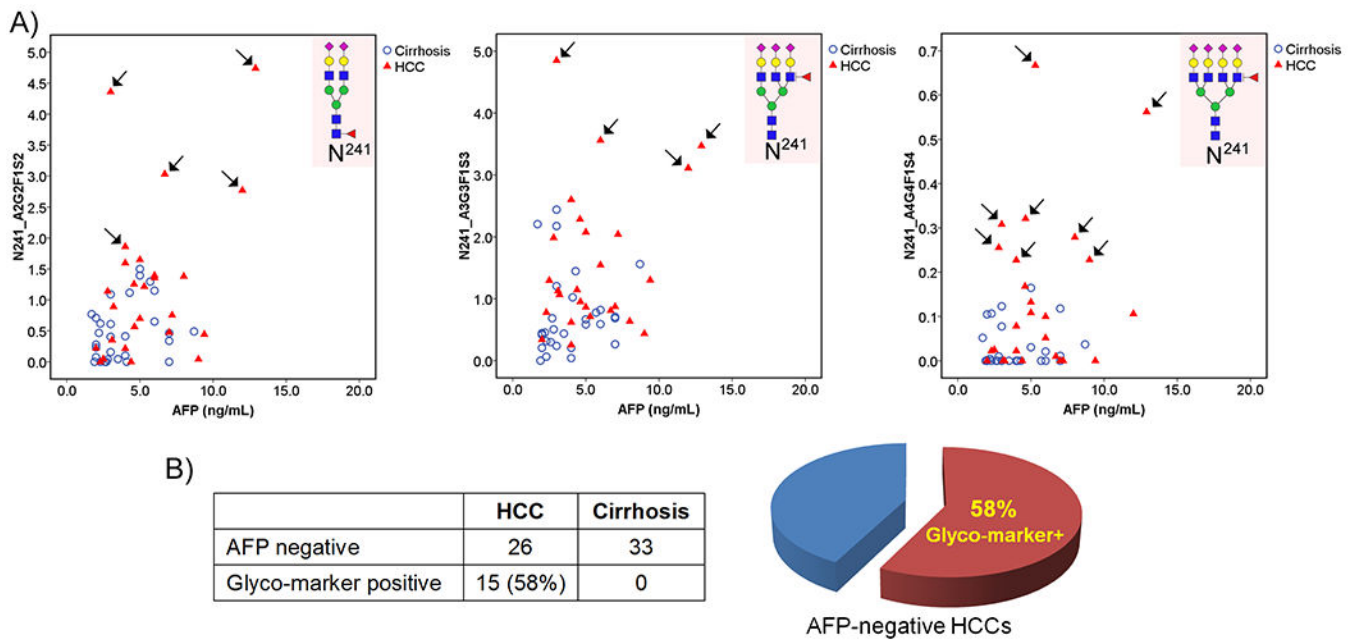 A)
N241_A2G2F1S2
5.0
4.5
4.0
3.5
3.0
2.5
2.0
1.5
1.0
0.5
0.0
0.0 5.0 10.0 15.0 20.0
AFP (ng/mL)
N241
Cirrhosis
HCC
N241_A3G3F1S3
5.0
4.0
3.0
2.0
1.0
0.0
0.0 5.0 10.0 15.0 20.0
AFP (ng/mL)
N241
Cirrhosis
HCC
N241_A4G4F1S4
0.7
0.6
0.5
0.4
0.3
0.2
0.1
0.0
0.0 5.0 10.0 15.0 20.0
AFP (ng/mL)
N241
Cirrhosis
HCC
B)
HCC Cirrhosis
AFP negative 26 33
Glyco-marker positive 15 (58%) 0
58%
Glyco-marker+
AFP-negative HCCs